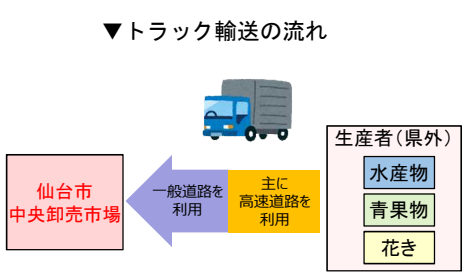 ▼トラック輸送の流れ
生産者（県外）
水産物
青果物
花き
主に
高速道路を
利用
一般道路を
利用
仙台市
中央卸売市場